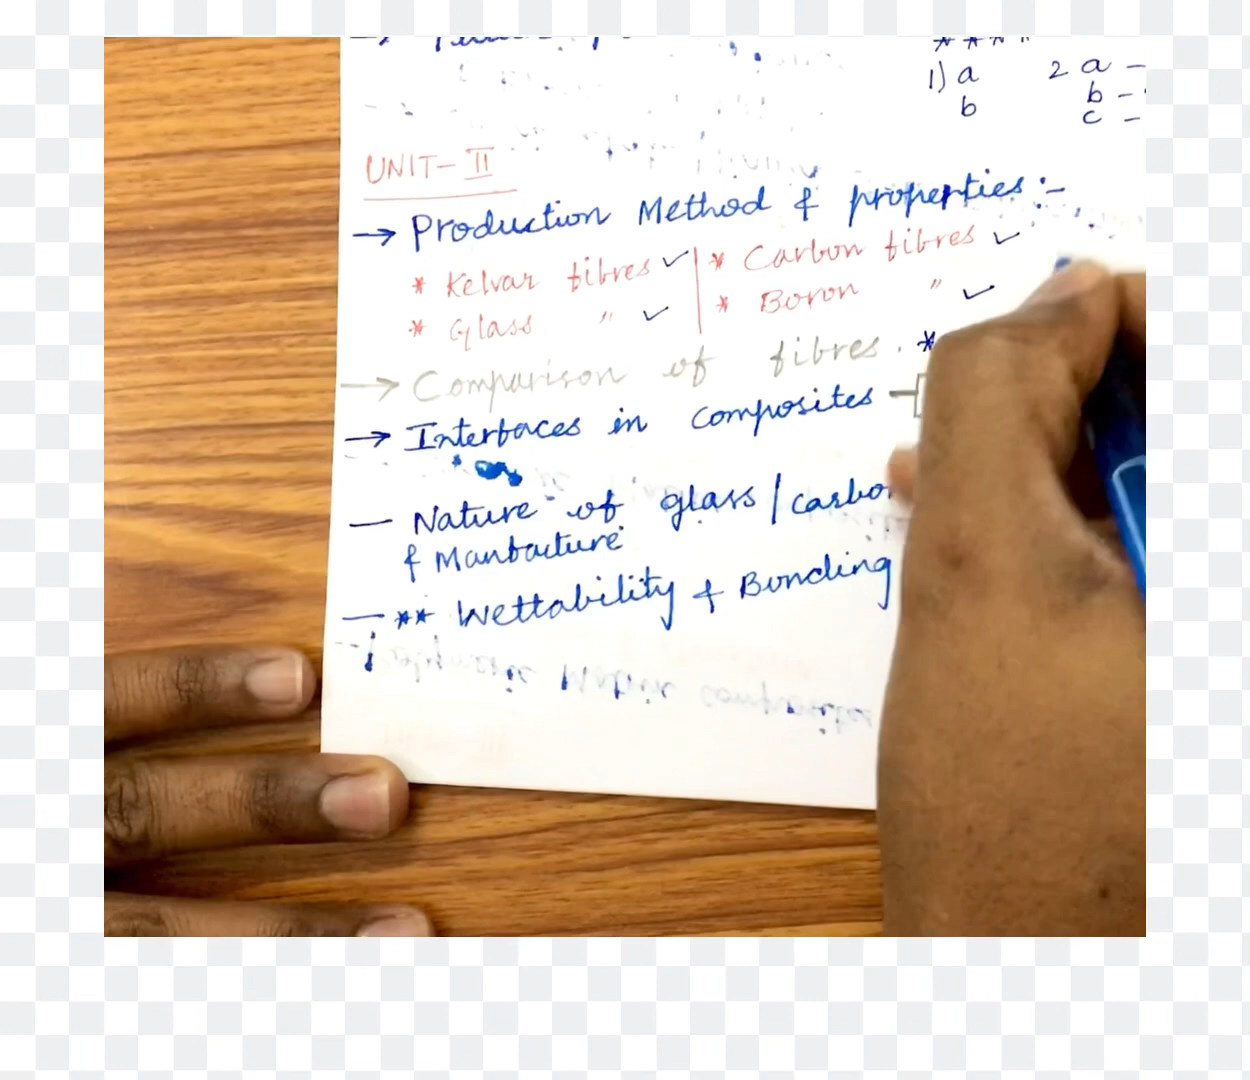 1) a 2 a -
b b -
c -
UNIT-II
→ Production Method & properties :-
* Kelvar fibres ✓ | * Carbon fibres ✓
* Glass " ✓ | * Boron " ✓
→ Comparison of fibres. *
→ Interfaces in composites
— Nature of glass / carbo
& Manfacture
— ** Wettability & Bonding